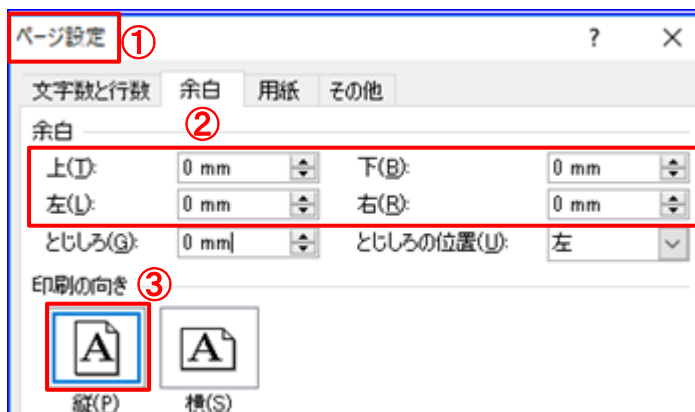 ページ設定 ① ?
文字数と行数 余白 用紙 その他
②
余白
上(T): 0 mm 下(B): 0 mm
左(L): 0 mm 右(R): 0 mm
とじしろ(G): 0 mm とじしろの位置(U): 左
印刷の向き ③
A A
縦(P) 横(S)